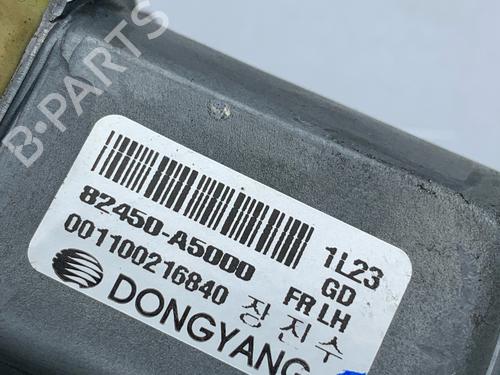 B-PARTS
82450-A5000
1L23
001100216840
GD
FR LH
DONGYANG
장진수